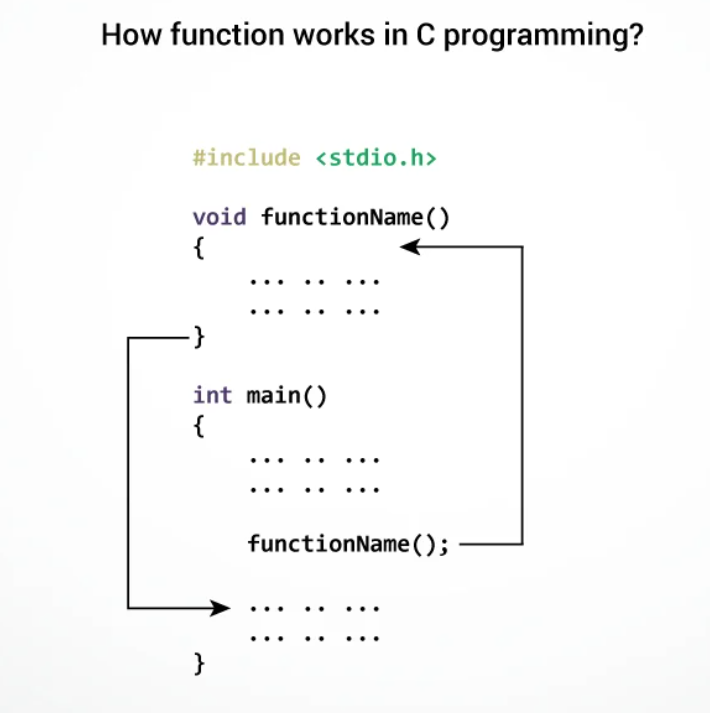 How function works in C programming?
#include <stdio.h>
void functionName()
{
... .. ...
... .. ...
}
int main()
{
... .. ...
... .. ...
functionName();
... .. ...
... .. ...
}